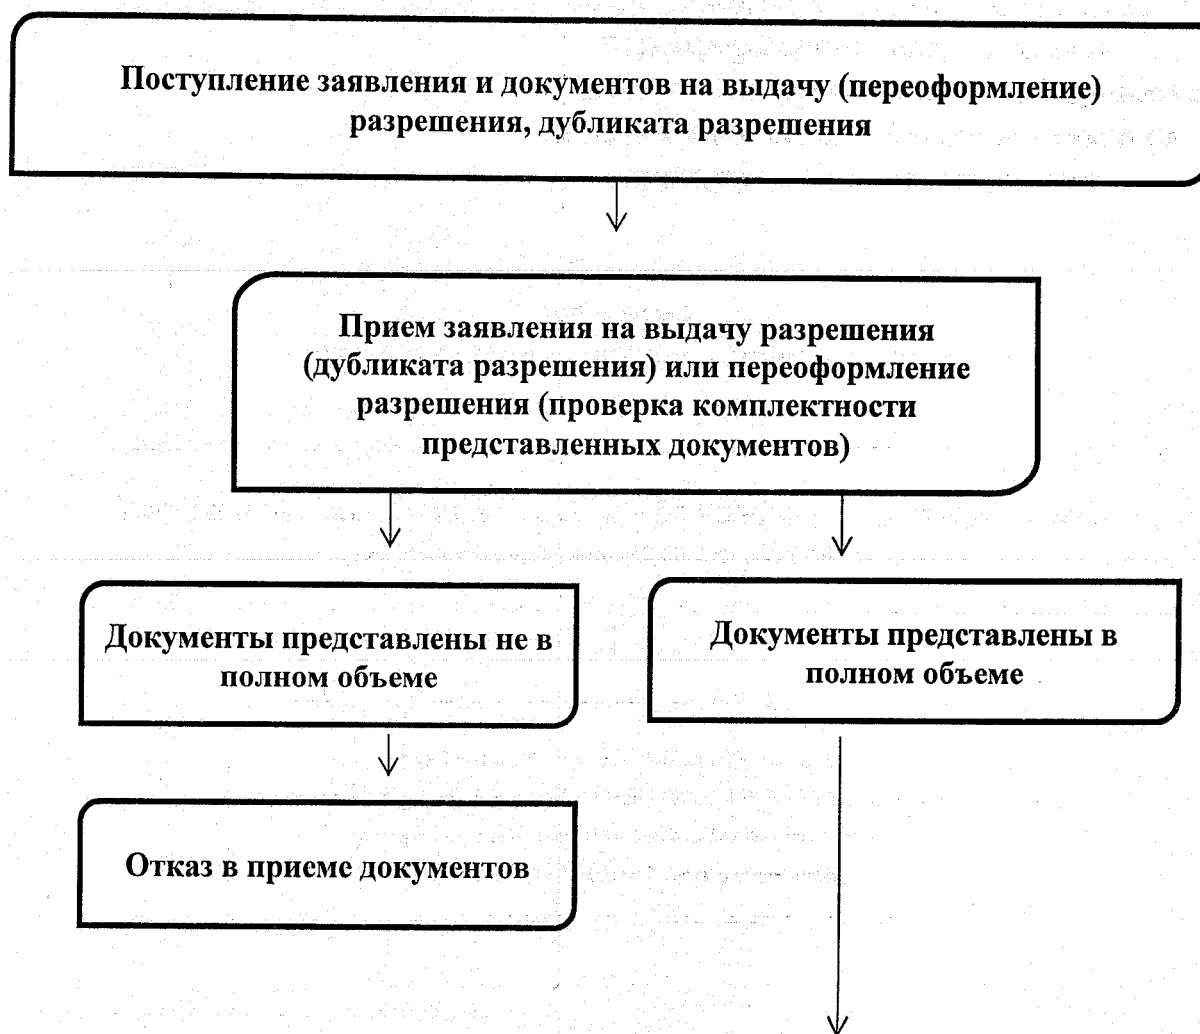 Поступление заявления и документов на выдачу (переоформление)
разрешения, дубликата разрешения
Прием заявления на выдачу разрешения
(дубликата разрешения) или переоформление
разрешения (проверка комплектности
представленных документов)
Документы представлены не в
полном объеме
Документы представлены в
полном объеме
Отказ в приеме документов